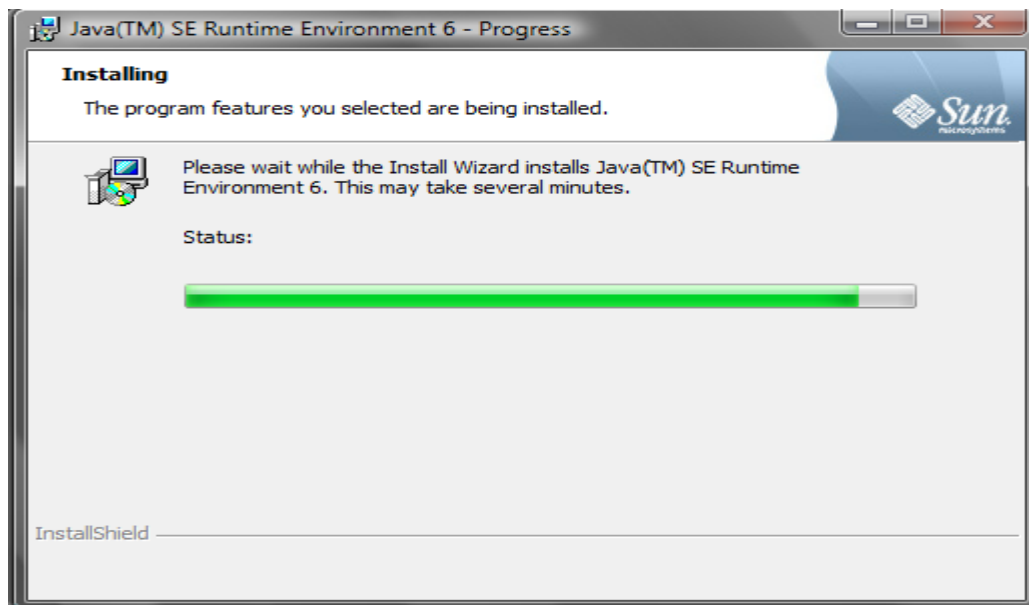 Java(TM) SE Runtime Environment 6 - Progress
Installing
The program features you selected are being installed.
Sun
microsystems
Please wait while the Install Wizard installs Java(TM) SE Runtime
Environment 6. This may take several minutes.
Status:
InstallShield